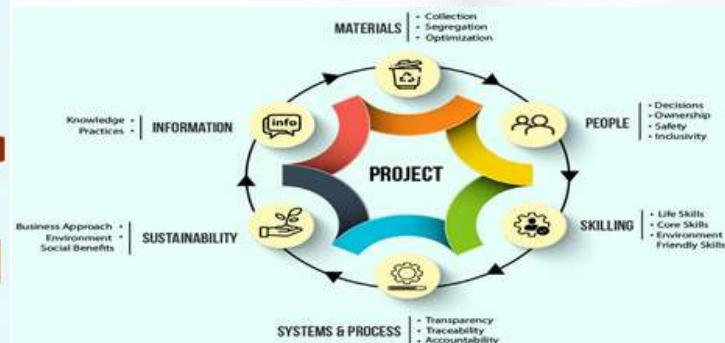 MATERIALS
• Collection
• Segregation
• Optimization
PEOPLE
• Decisions
• Ownership
• Safety
• Inclusivity
SKILLING
• Life Skills
• Core Skills
• Environment
Friendly Skills
SYSTEMS & PROCESS
• Transparency
• Traceability
• Accountability
Business Approach •
Environment •
Social Benefits
SUSTAINABILITY
Knowledge •
Practices •
INFORMATION
info
PROJECT